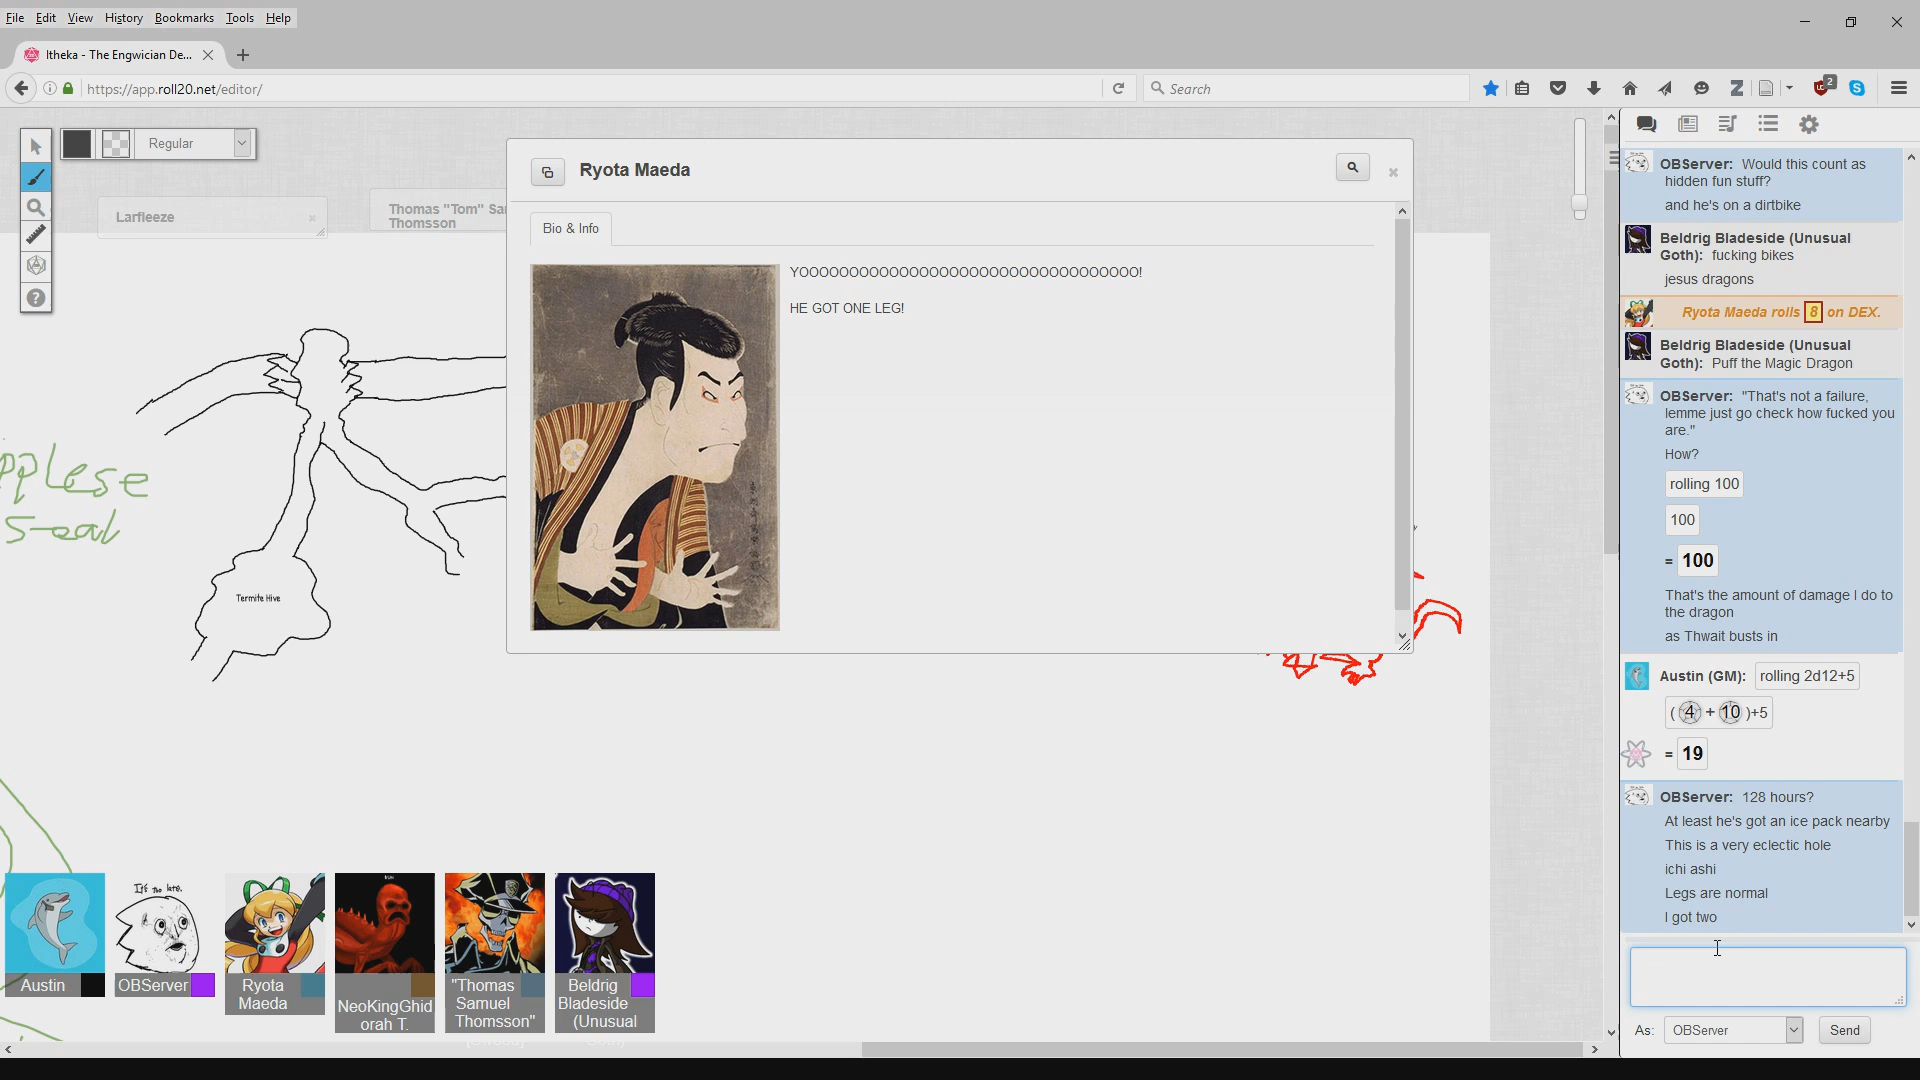 File Edit View History Bookmarks Tools Help
Itheka - The Engwician De...
https://app.roll20.net/editor/
Search
2
Regular
Larfleeze
Thomas "Tom" Sa
Thomsson
Ryota Maeda
Bio & Info
YOOOOOOOOOOOOOOOOOOOOOOOOOOOOOOOOOO!
HE GOT ONE LEG!
pplese
s-eal
Termite Hive
It's too late.
Austin
OBServer
Ryota
Maeda
NeoKingGhid
orah T.
"Thomas
Samuel
Thomsson"
Beldrig
Bladeside
(Unusual
OBServer: Would this count as
hidden fun stuff?
and he's on a dirtbike
Beldrig Bladeside (Unusual
Goth): fucking bikes
jesus dragons
Ryota Maeda rolls 8 on DEX.
Beldrig Bladeside (Unusual
Goth): Puff the Magic Dragon
OBServer: "That's not a failure,
lemme just go check how fucked you
are."
How?
rolling 100
100
= 100
That's the amount of damage I do to
the dragon
as Thwait busts in
Austin (GM): rolling 2d12+5
( 4 + 10 )+5
= 19
OBServer: 128 hours?
At least he's got an ice pack nearby
This is a very eclectic hole
ichi ashi
Legs are normal
I got two
As: OBServer Send